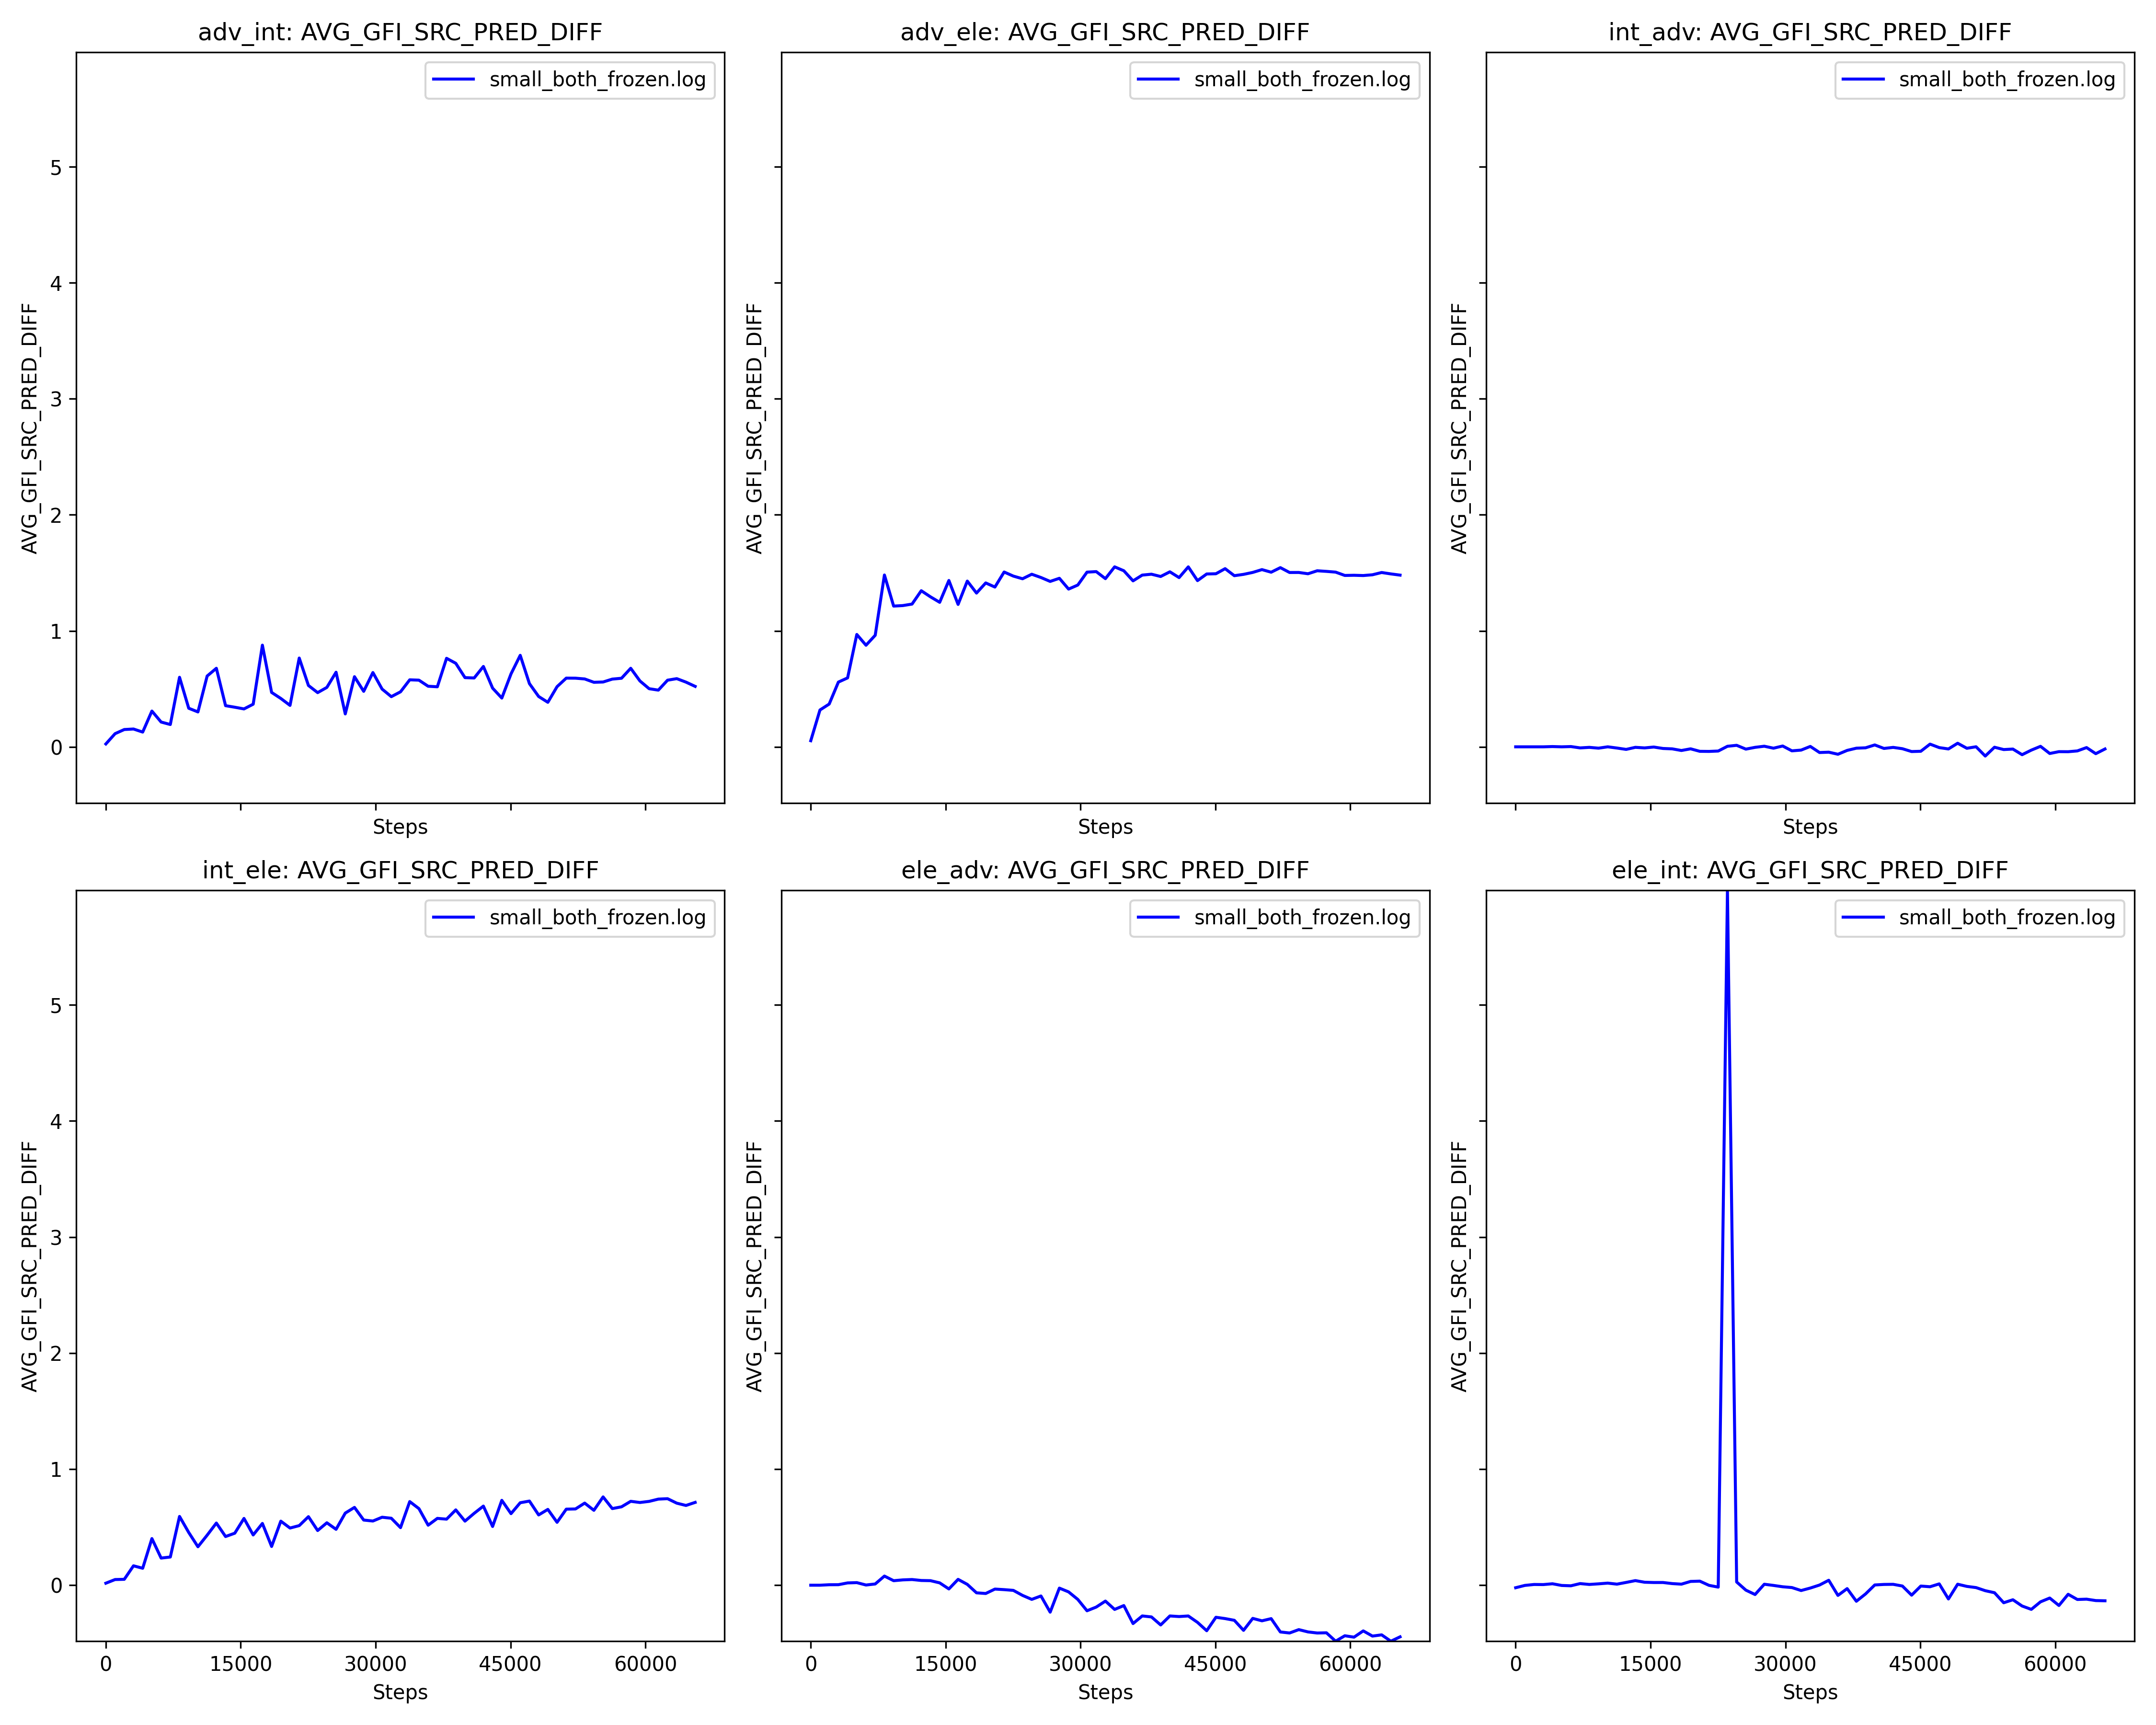 adv_int: AVG_GFI_SRC_PRED_DIFF
small_both_frozen.log
AVG_GFI_SRC_PRED_DIFF
5
4
3
2
1
0
Steps
adv_ele: AVG_GFI_SRC_PRED_DIFF
small_both_frozen.log
AVG_GFI_SRC_PRED_DIFF
Steps
int_adv: AVG_GFI_SRC_PRED_DIFF
small_both_frozen.log
AVG_GFI_SRC_PRED_DIFF
Steps
int_ele: AVG_GFI_SRC_PRED_DIFF
small_both_frozen.log
AVG_GFI_SRC_PRED_DIFF
5
4
3
2
1
0
0 15000 30000 45000 60000
Steps
ele_adv: AVG_GFI_SRC_PRED_DIFF
small_both_frozen.log
AVG_GFI_SRC_PRED_DIFF
0 15000 30000 45000 60000
Steps
ele_int: AVG_GFI_SRC_PRED_DIFF
small_both_frozen.log
AVG_GFI_SRC_PRED_DIFF
0 15000 30000 45000 60000
Steps